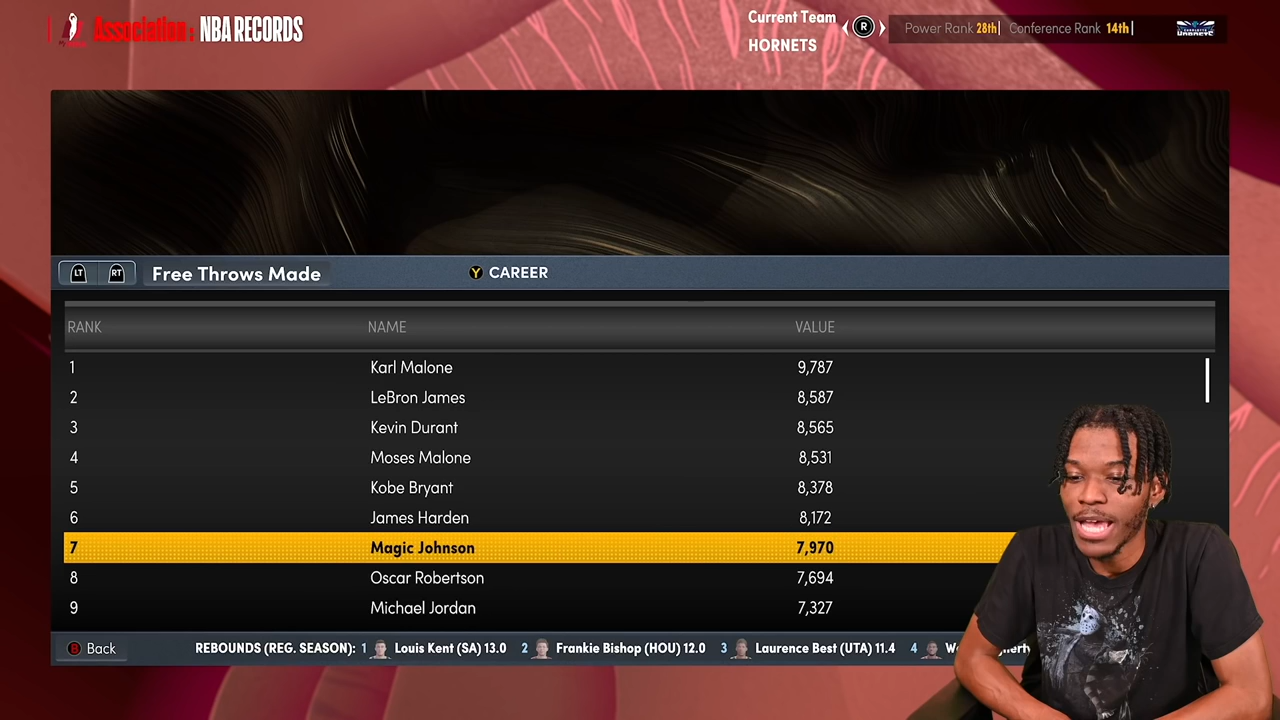 Association: NBA RECORDS
Current Team
HORNETS
R
Power Rank 28th| Conference Rank 14th|
HORNETS
LT RT Free Throws Made
Y CAREER
RANK NAME VALUE
1 Karl Malone 9,787
2 LeBron James 8,587
3 Kevin Durant 8,565
4 Moses Malone 8,531
5 Kobe Bryant 8,378
6 James Harden 8,172
7 Magic Johnson 7,970
8 Oscar Robertson 7,694
9 Michael Jordan 7,327
B Back
REBOUNDS (REG. SEASON): 1 Louis Kent (SA) 13.0 2 Frankie Bishop (HOU) 12.0 3 Laurence Best (UTA) 11.4 4